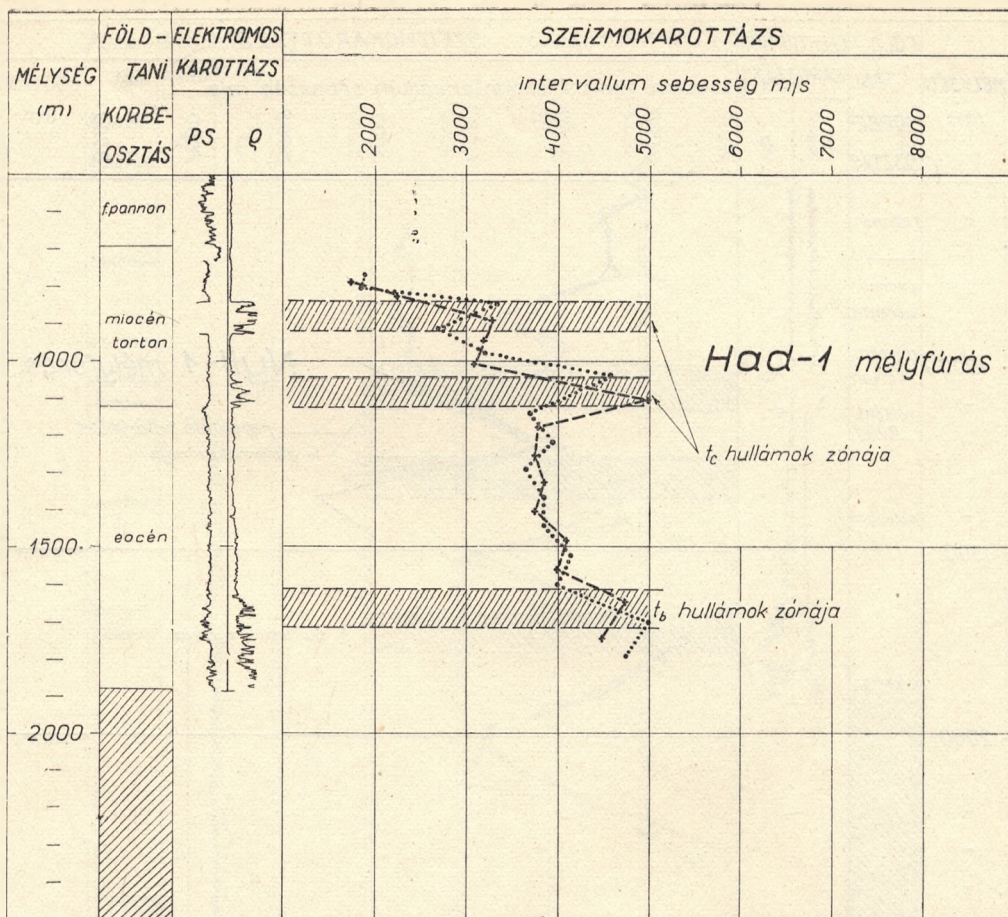 MÉLYSÉG
(m)
FÖLD-
TANI
KORBE-
OSZTÁS
ELEKTROMOS
KAROTTÁZS
PS ϱ
SZEIZMOKAROTTÁZS
intervallum sebesség m/s
2000 3000 4000 5000 6000 7000 8000
f.pannon
miocén
torton
1000
Had-1 mélyfúrás
tc hullámok zónája
eocén
1500
tb hullámok zónája
2000